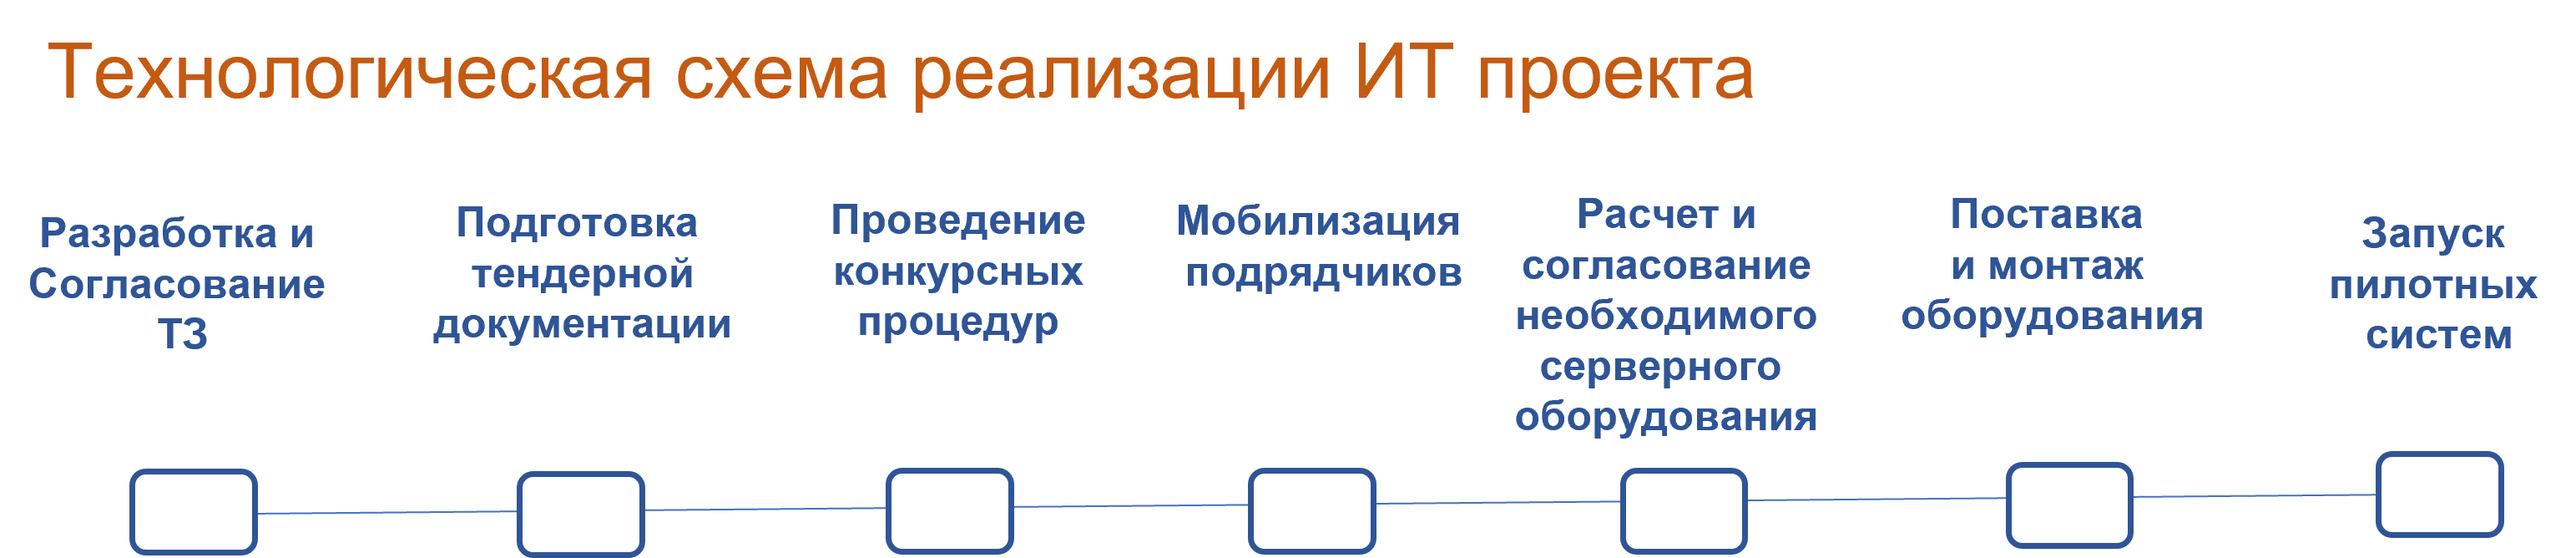 Технологическая схема реализации ИТ проекта
Разработка и
Согласование
ТЗ
Подготовка
тендерной
документации
Проведение
конкурсных
процедур
Мобилизация
подрядчиков
Расчет и
согласование
необходимого
серверного
оборудования
Поставка
и монтаж
оборудования
Запуск
пилотных
систем